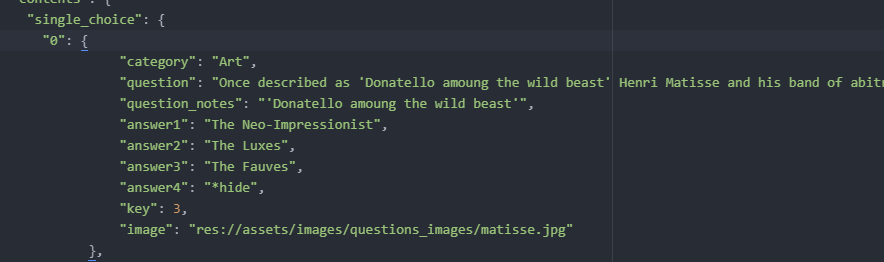 contents : {
"single_choice": {
"0": {
"category": "Art",
"question": "Once described as 'Donatello amoung the wild beast' Henri Matisse and his band of abitr
"question_notes": "'Donatello amoung the wild beast'",
"answer1": "The Neo-Impressionist",
"answer2": "The Luxes",
"answer3": "The Fauves",
"answer4": "*hide",
"key": 3,
"image": "res://assets/images/questions_images/matisse.jpg"
},